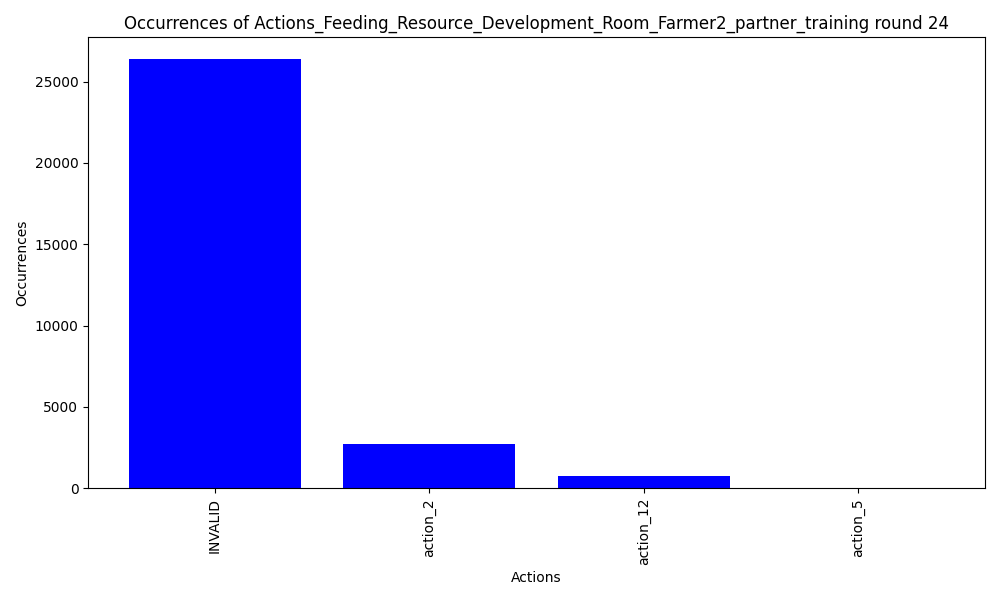 Occurrences of Actions_Feeding_Resource_Development_Room_Farmer2_partner_training round 24
Occurrences
25000
20000
15000
10000
5000
0
INVALID
action_2
action_12
action_5
Actions